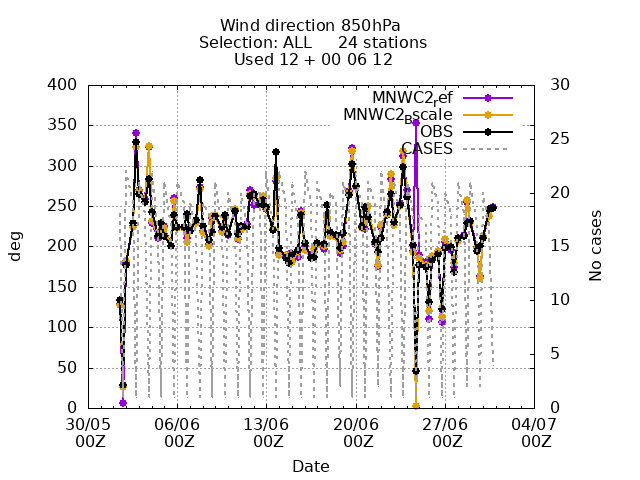 Wind direction 850hPa
Selection: ALL 24 stations
Used 12 + 00 06 12
400
350
300
250
200
150
100
50
0
deg
30
25
20
15
10
5
0
No cases
MNWC2_ref
MNWC2_Bscale
OBS
CASES
30/05 06/06 13/06 20/06 27/06 04/07
00Z 00Z 00Z 00Z 00Z 00Z
Date